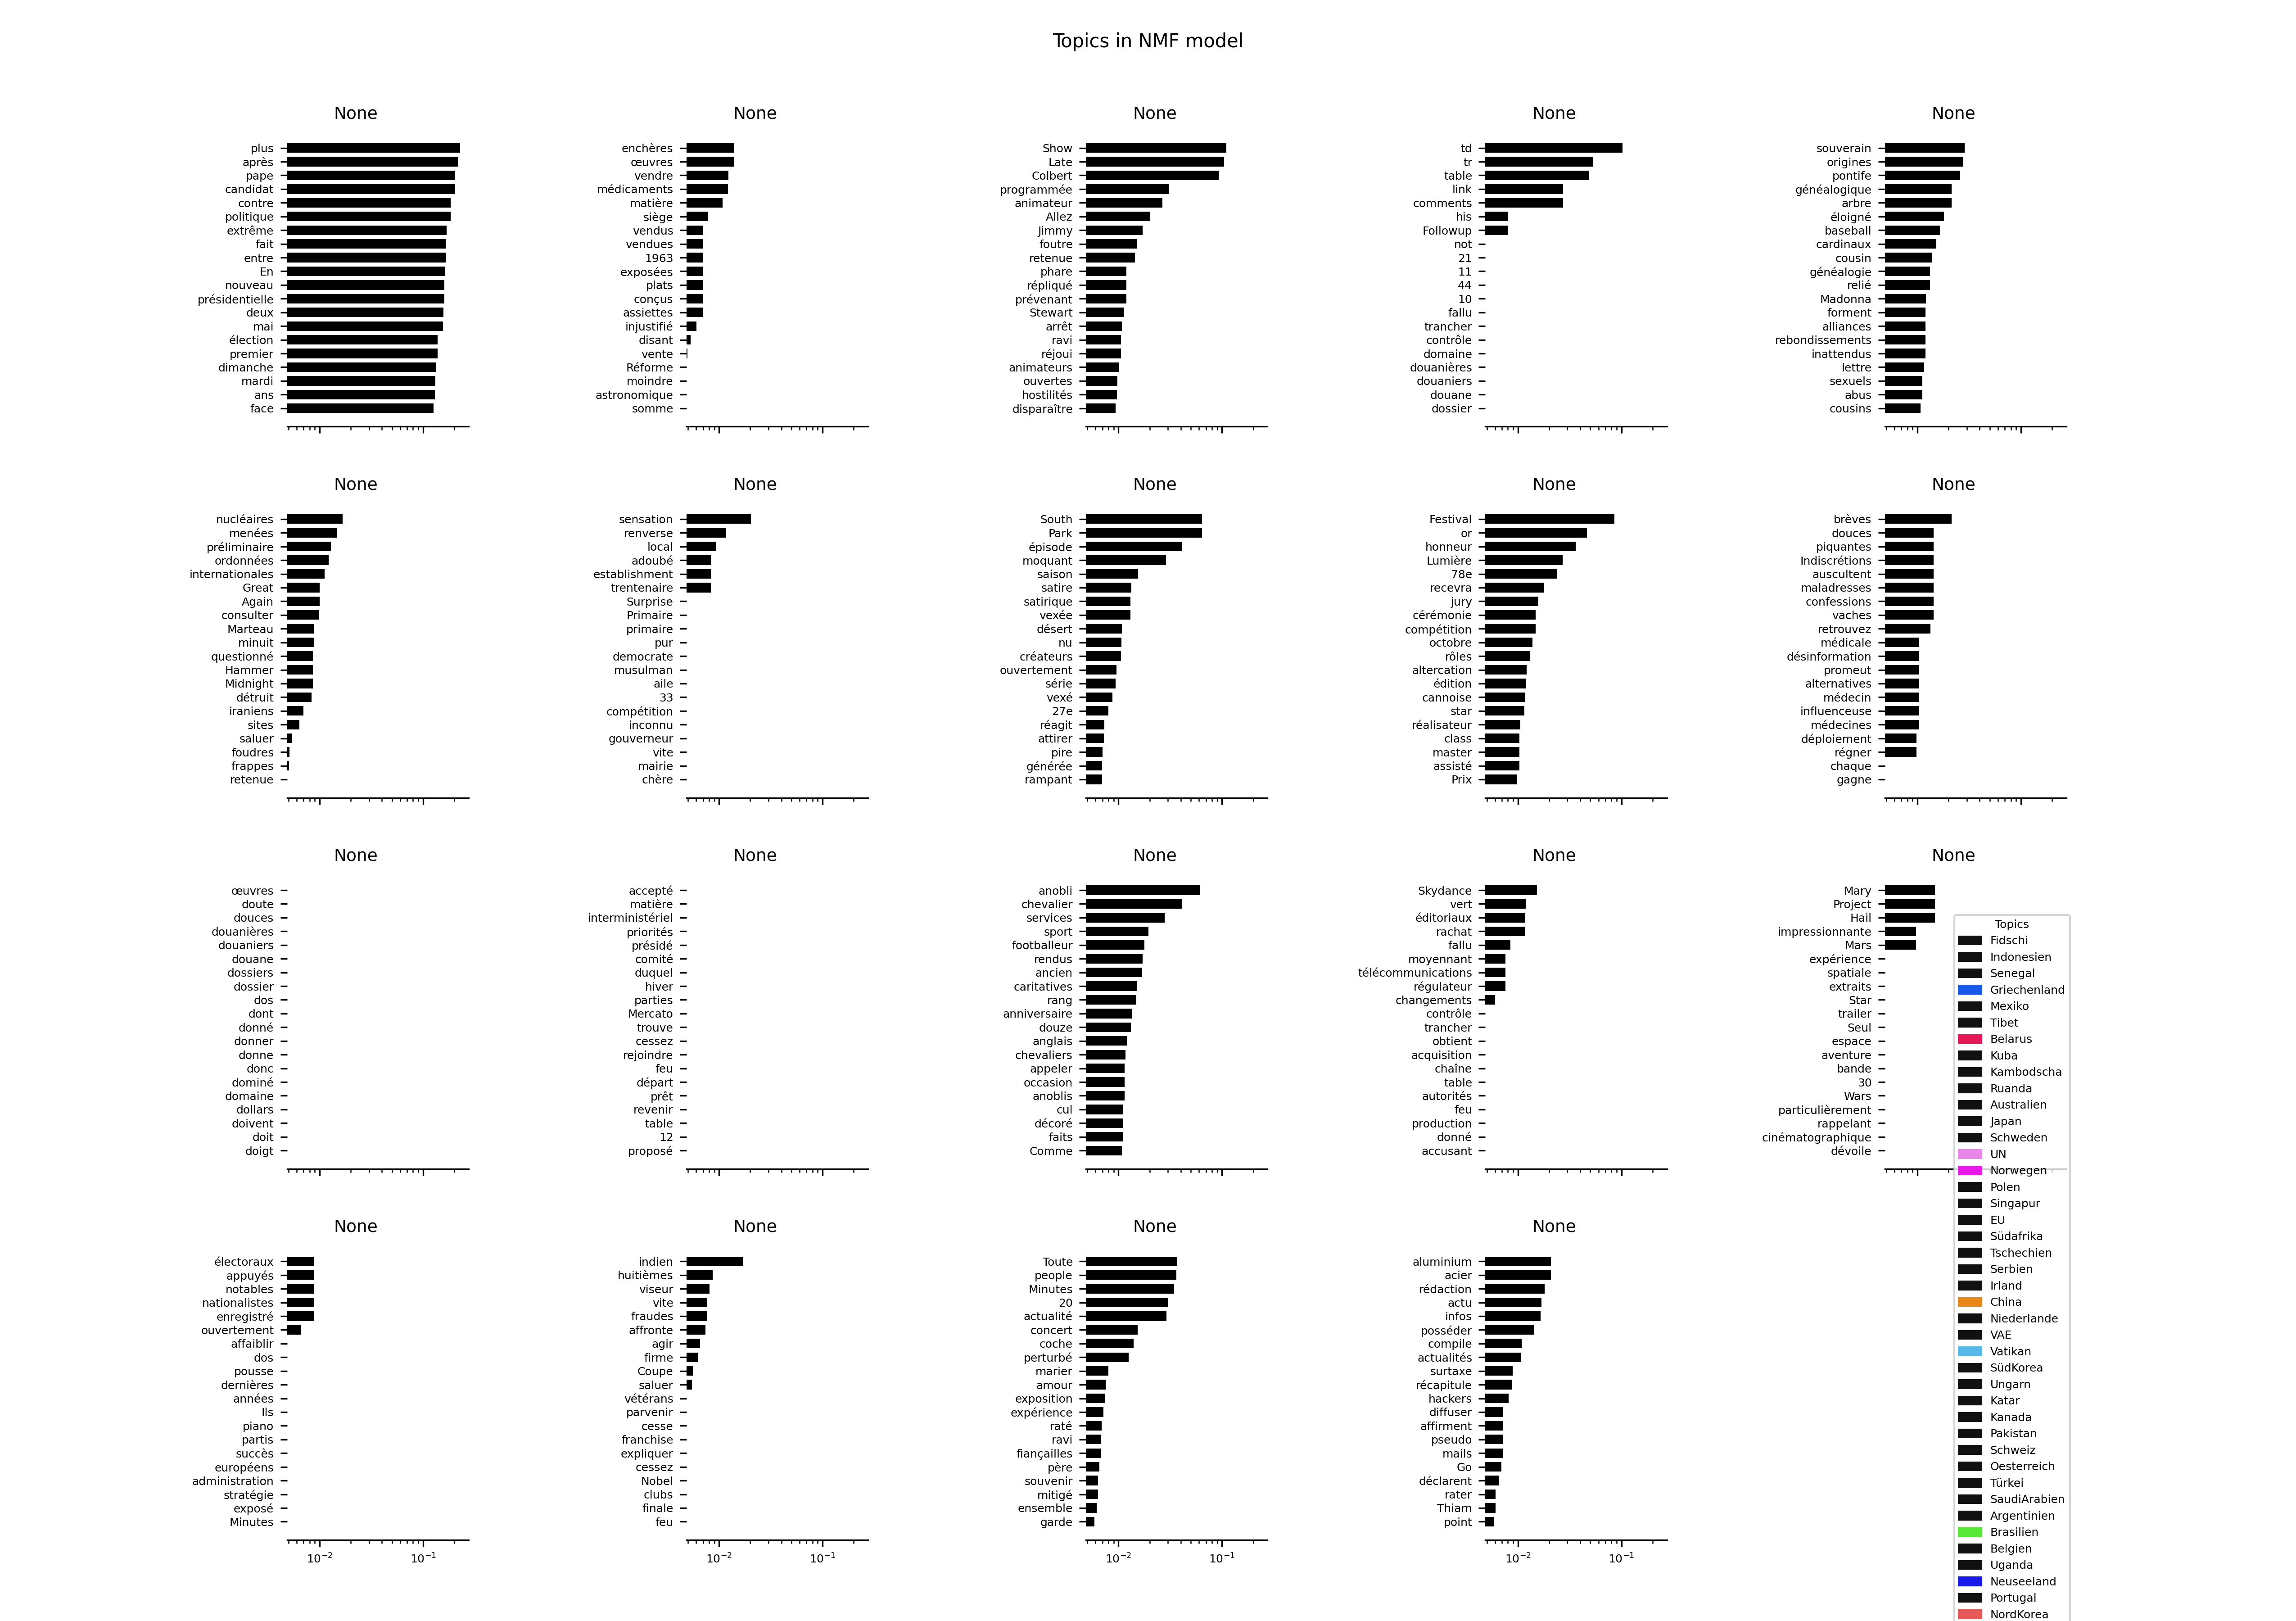 Topics in NMF model
None
plus
après
pape
candidat
contre
politique
extrême
fait
entre
En
nouveau
présidentielle
deux
mai
élection
premier
dimanche
mardi
ans
face
None
enchères
œuvres
vendre
médicaments
matière
siège
vendus
vendues
1963
exposées
plats
conçus
assiettes
injustifié
disant
vente
Réforme
moindre
astronomique
somme
None
Show
Late
Colbert
programmée
animateur
Allez
Jimmy
foutre
retenue
phare
répliqué
prévenant
Stewart
arrêt
ravi
réjoui
animateurs
ouvertes
hostilités
disparaître
None
td
tr
table
link
comments
his
Followup
not
21
11
44
10
fallu
trancher
contrôle
domaine
douanières
douaniers
douane
dossier
None
souverain
origines
pontife
généalogique
arbre
éloigné
baseball
cardinaux
cousin
généalogie
relié
Madonna
forment
alliances
rebondissements
inattendus
lettre
sexuels
abus
cousins
None
nucléaires
menées
préliminaire
ordonnées
internationales
Great
Again
consulter
Marteau
minuit
questionné
Hammer
Midnight
détruit
iraniens
sites
saluer
foudres
frappes
retenue
None
sensation
renverse
local
adoubé
establishment
trentenaire
Surprise
Primaire
primaire
pur
democrate
musulman
aile
33
compétition
inconnu
gouverneur
vite
mairie
chère
None
South
Park
épisode
moquant
saison
satire
satirique
vexée
désert
nu
créateurs
ouvertement
série
vexé
27e
réagit
attirer
pire
générée
rampant
None
Festival
or
honneur
Lumière
78e
recevra
jury
cérémonie
compétition
octobre
rôles
altercation
édition
cannoise
star
réalisateur
class
master
assisté
Prix
None
brèves
douces
piquantes
Indiscrétions
auscultent
maladresses
confessions
vaches
retrouvez
médicale
désinformation
promeut
alternatives
médecin
influenceuse
médecines
déploiement
régner
chaque
gagne
None
œuvres
doute
douces
douanières
douaniers
douane
dossiers
dossier
dos
dont
donné
donner
donne
donc
dominé
domaine
dollars
doivent
doit
doigt
None
accepté
matière
interministériel
priorités
présidé
comité
duquel
hiver
parties
Mercato
trouve
cessez
rejoindre
feu
départ
prêt
revenir
table
12
proposé
None
anobli
chevalier
services
sport
footballeur
rendus
ancien
caritatives
rang
anniversaire
douze
anglais
chevaliers
appeler
occasion
anoblis
cul
décoré
faits
Comme
None
Skydance
vert
éditoriaux
rachat
fallu
moyennant
télécommunications
régulateur
changements
contrôle
trancher
obtient
acquisition
chaîne
table
autorités
feu
production
donné
accusant
None
Mary
Project
Hail
impressionnante
Mars
expérience
spatiale
extraits
Star
trailer
Seul
espace
aventure
bande
30
Wars
particulièrement
rappelant
cinématographique
dévoile
None
électoraux
appuyés
notables
nationalistes
enregistré
ouvertement
affaiblir
dos
pousse
dernières
années
Ils
piano
partis
succès
européens
administration
stratégie
exposé
Minutes
10⁻² 10⁻¹
None
indien
huitièmes
viseur
vite
fraudes
affronte
agir
firme
Coupe
saluer
vétérans
parvenir
cesse
franchise
expliquer
cessez
Nobel
clubs
finale
feu
10⁻² 10⁻¹
None
Toute
people
Minutes
20
actualité
concert
coche
perturbé
marier
amour
exposition
expérience
raté
ravi
fiançailles
père
souvenir
mitigé
ensemble
garde
10⁻² 10⁻¹
None
aluminium
acier
rédaction
actu
infos
posséder
compile
actualités
surtaxe
récapitule
hackers
diffuser
affirment
pseudo
mails
Go
déclarent
rater
Thiam
point
10⁻² 10⁻¹
Topics
Fidschi
Indonesien
Senegal
Griechenland
Mexiko
Tibet
Belarus
Kuba
Kambodscha
Ruanda
Australien
Japan
Schweden
UN
Norwegen
Polen
Singapur
EU
Südafrika
Tschechien
Serbien
Irland
China
Niederlande
VAE
Vatikan
SüdKorea
Ungarn
Katar
Kanada
Pakistan
Schweiz
Oesterreich
Türkei
SaudiArabien
Argentinien
Brasilien
Belgien
Uganda
Neuseeland
Portugal
NordKorea